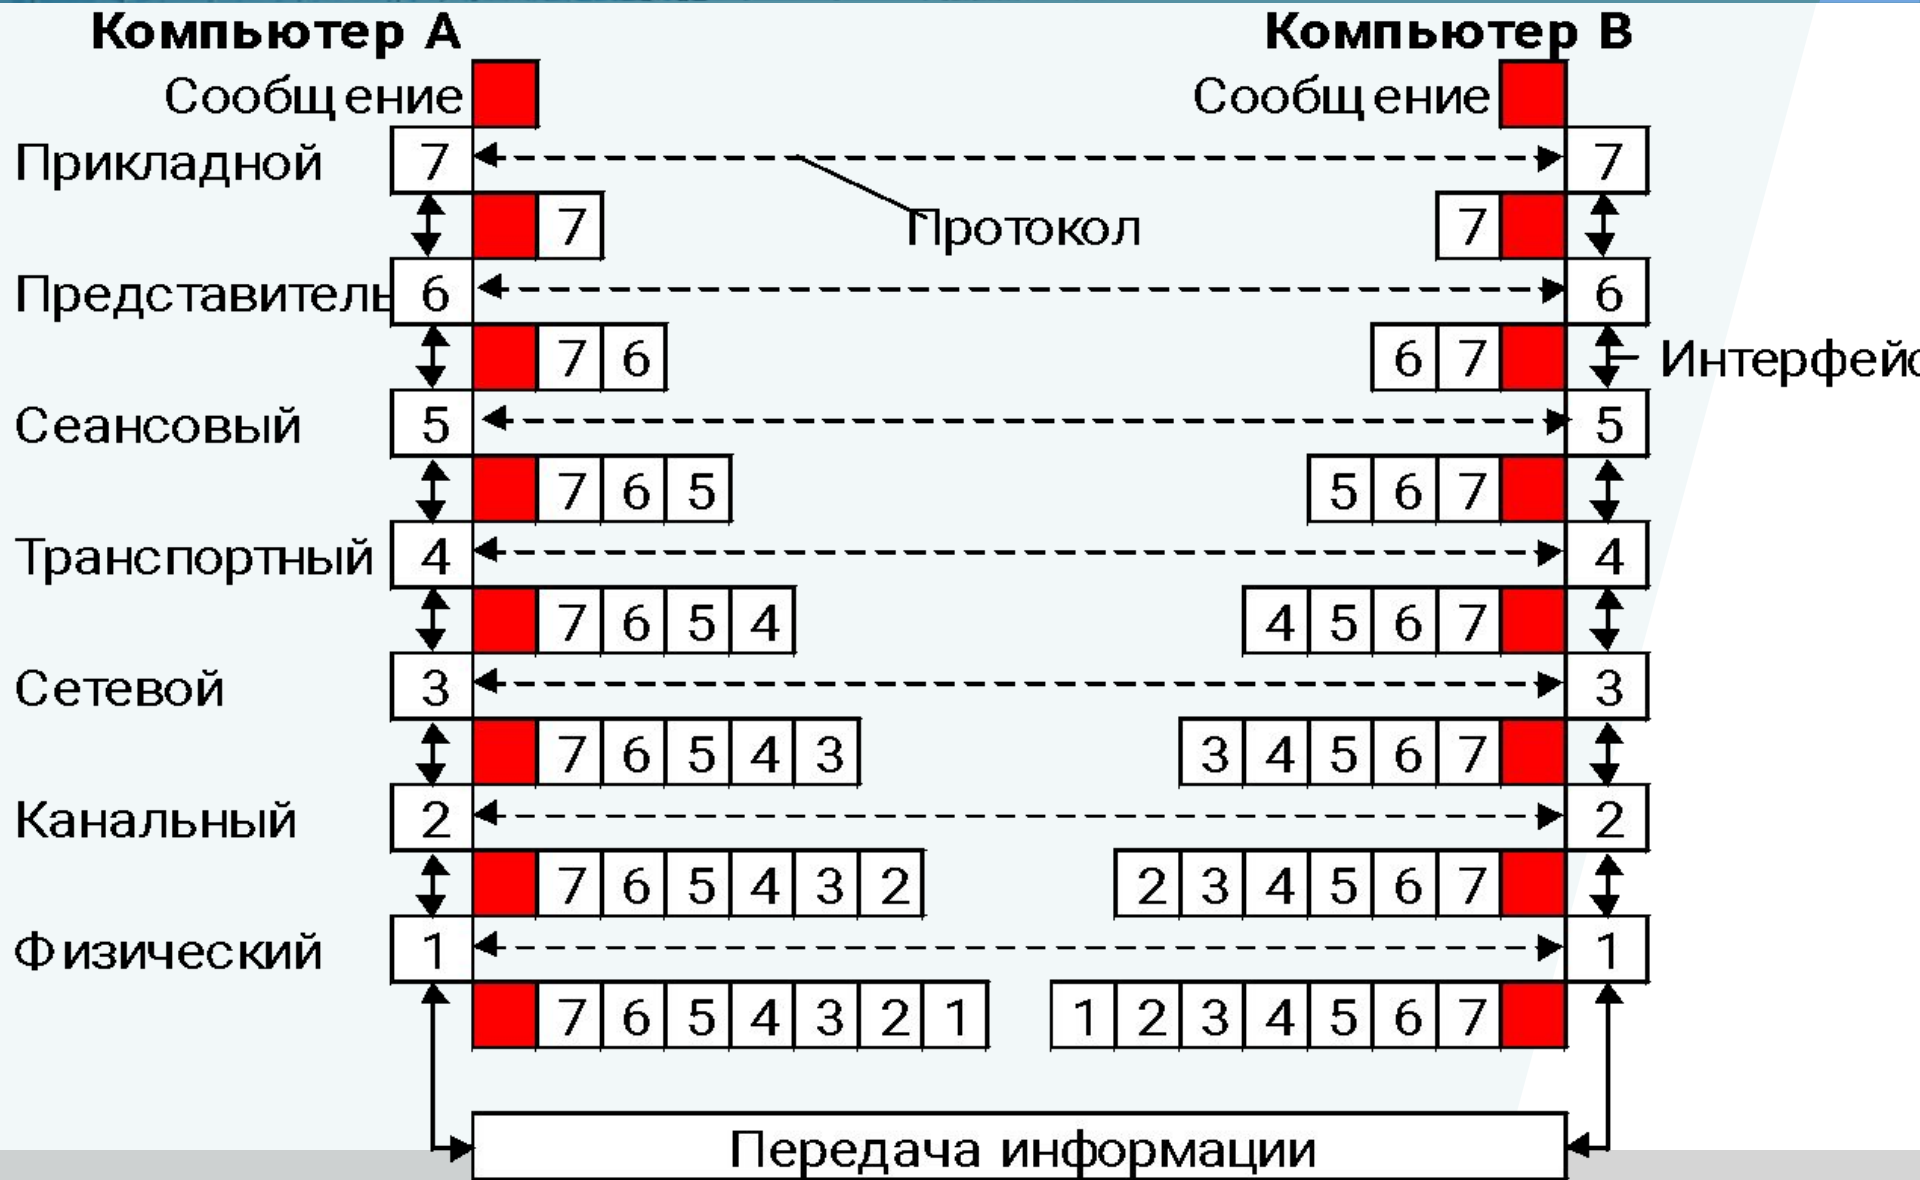 Компьютер А Компьютер В
Сообщение Сообщение
Прикладной 7 7
7 Протокол 7
Представитель 6 6
7 6 6 7 Интерфейс
Сеансовый 5 5
7 6 5 5 6 7
Транспортный 4 4
7 6 5 4 4 5 6 7
Сетевой 3 3
7 6 5 4 3 3 4 5 6 7
Канальный 2 2
7 6 5 4 3 2 2 3 4 5 6 7
Физический 1 1
7 6 5 4 3 2 1 1 2 3 4 5 6 7
Передача информации